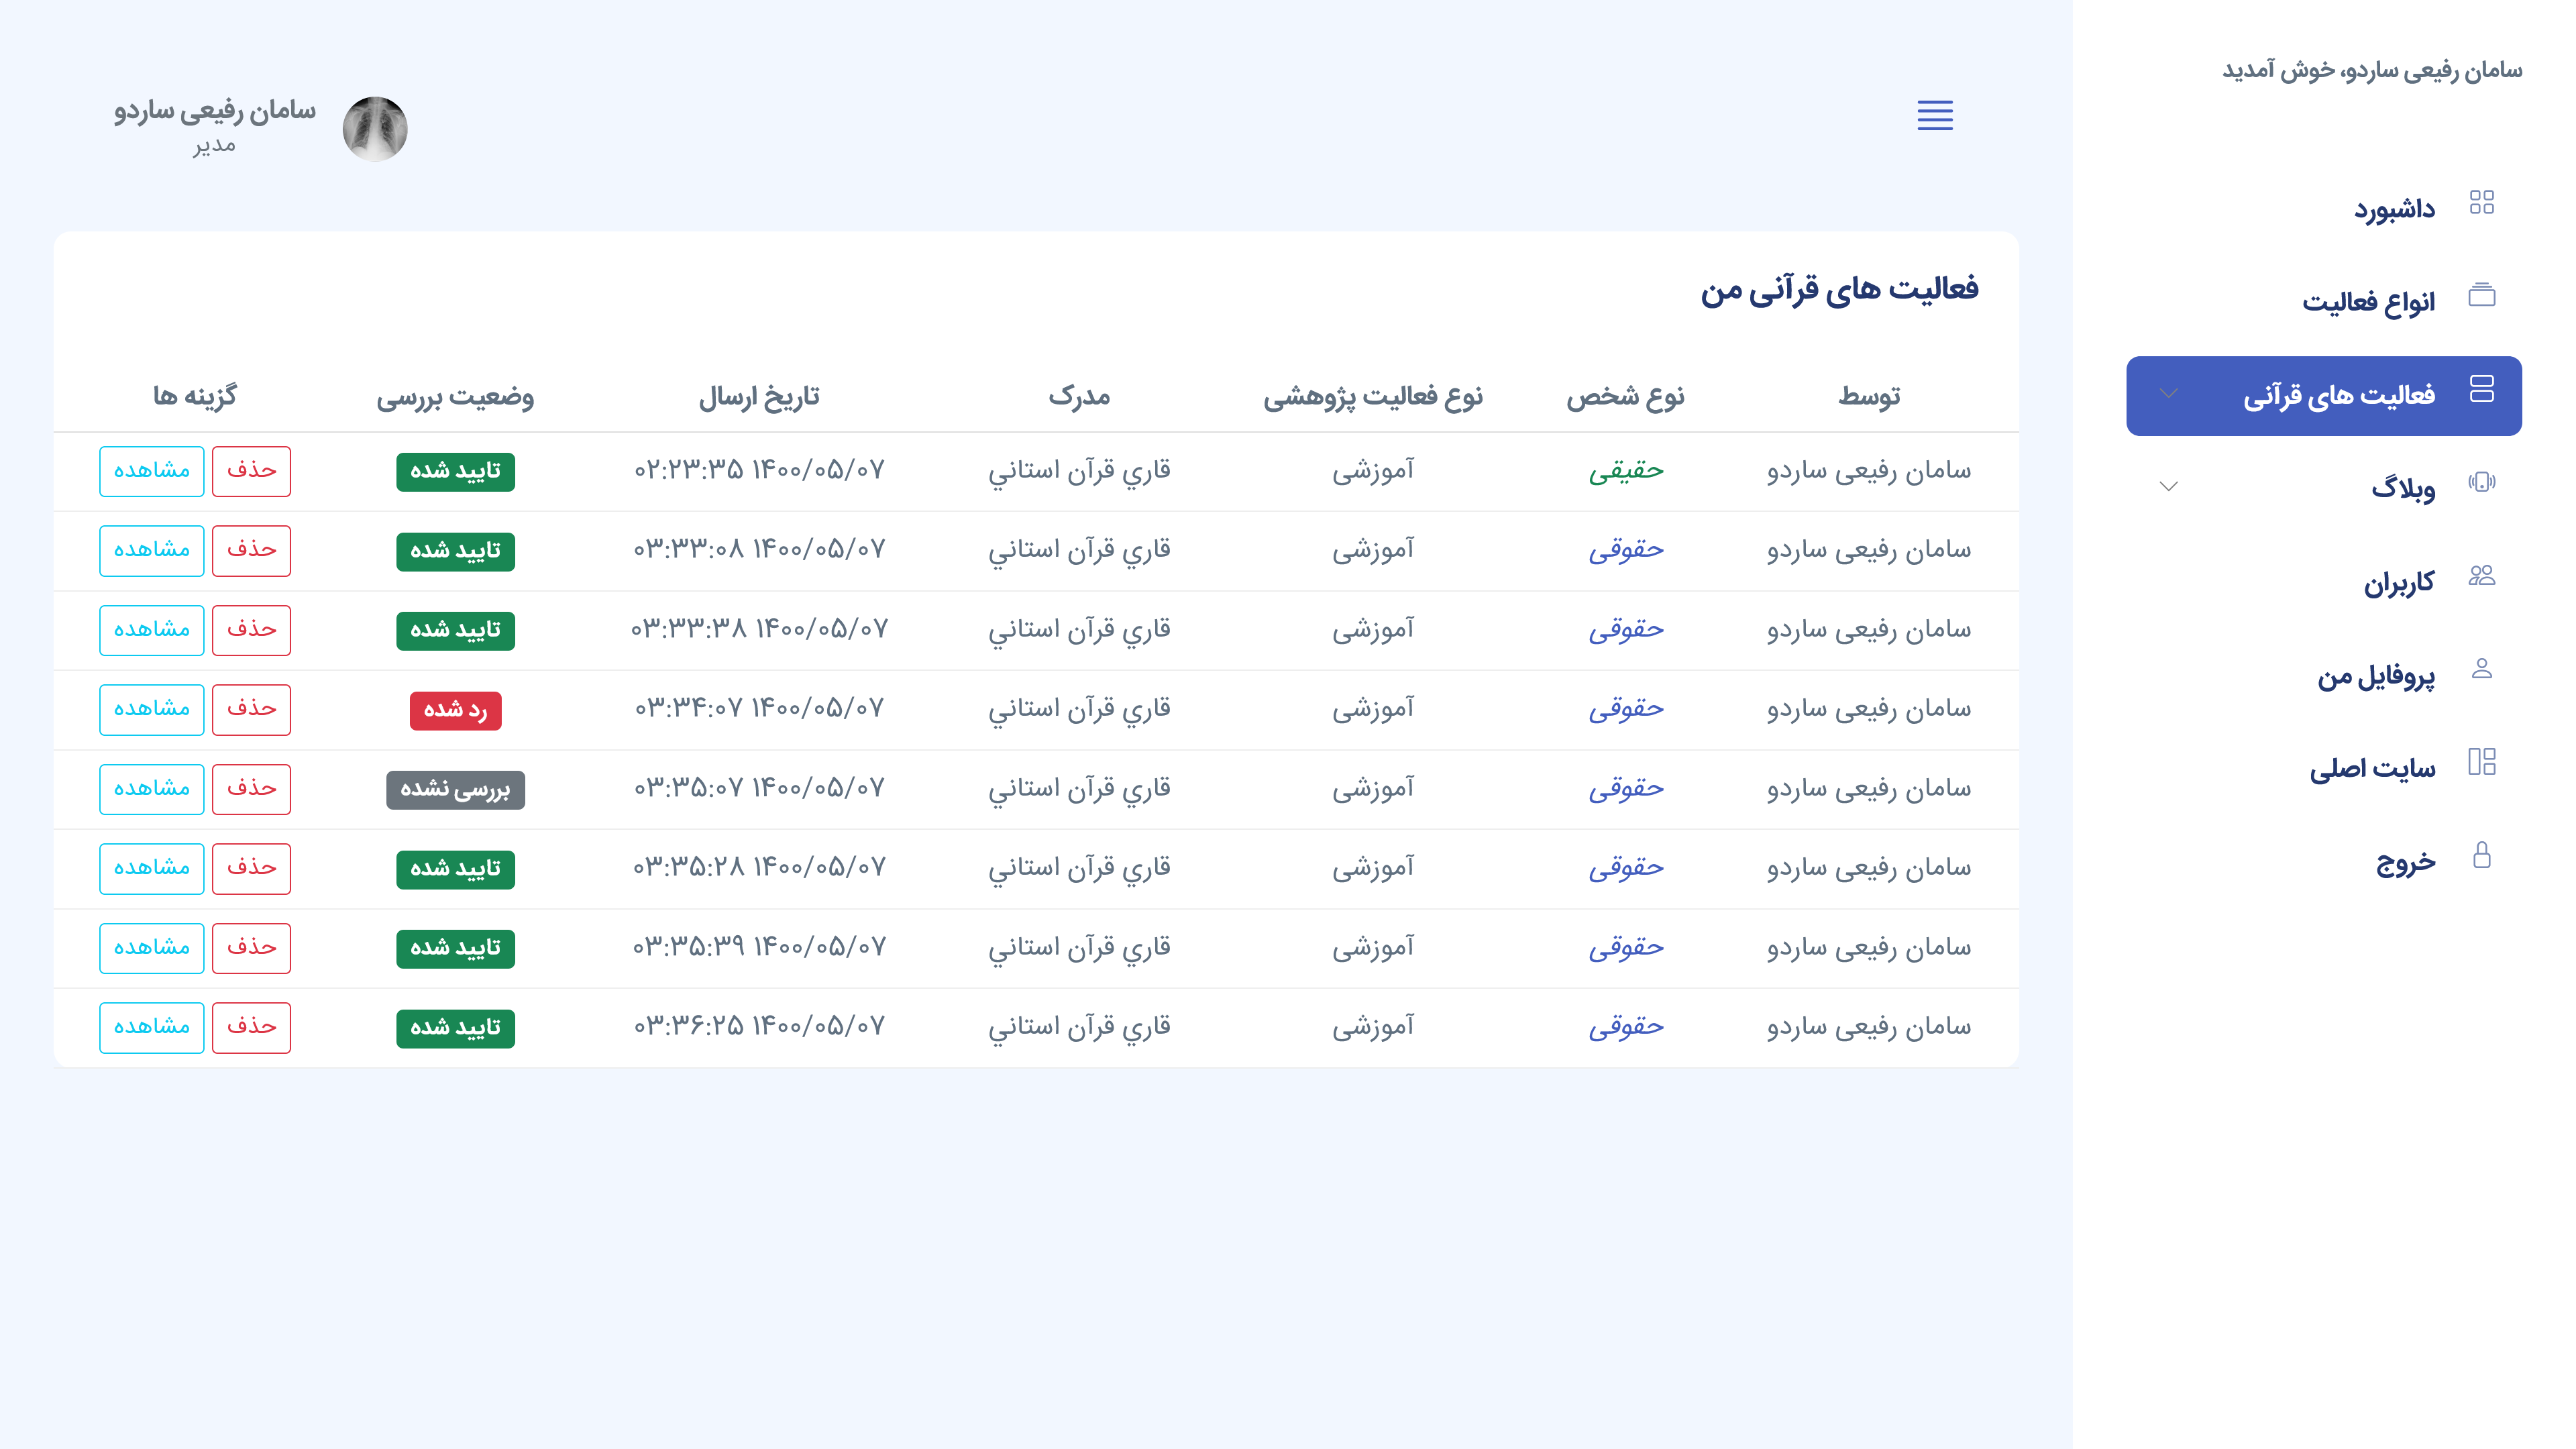 سامان رفیعی ساردو، خوش آمدید
داشبورد
انواع فعالیت
فعالیت های قرآنی
وبلاگ
کاربران
پروفایل من
سایت اصلی
خروج
سامان رفیعی ساردو
مدیر
فعالیت های قرآنی من
توسط نوع شخص نوع فعالیت پژوهشی مدرک تاریخ ارسال وضعیت بررسی گزینه ها
سامان رفیعی ساردو حقیقی آموزشی قاري قرآن استاني ۱۴۰۰/۰۵/۰۷ ۰۲:۲۳:۳۵ تایید شده حذف مشاهده
سامان رفیعی ساردو حقوقی آموزشی قاري قرآن استاني ۱۴۰۰/۰۵/۰۷ ۰۳:۳۳:۰۸ تایید شده حذف مشاهده
سامان رفیعی ساردو حقوقی آموزشی قاري قرآن استاني ۱۴۰۰/۰۵/۰۷ ۰۳:۳۳:۳۸ تایید شده حذف مشاهده
سامان رفیعی ساردو حقوقی آموزشی قاري قرآن استاني ۱۴۰۰/۰۵/۰۷ ۰۳:۳۴:۰۷ رد شده حذف مشاهده
سامان رفیعی ساردو حقوقی آموزشی قاري قرآن استاني ۱۴۰۰/۰۵/۰۷ ۰۳:۳۵:۰۷ بررسی نشده حذف مشاهده
سامان رفیعی ساردو حقوقی آموزشی قاري قرآن استاني ۱۴۰۰/۰۵/۰۷ ۰۳:۳۵:۲۸ تایید شده حذف مشاهده
سامان رفیعی ساردو حقوقی آموزشی قاري قرآن استاني ۱۴۰۰/۰۵/۰۷ ۰۳:۳۵:۳۹ تایید شده حذف مشاهده
سامان رفیعی ساردو حقوقی آموزشی قاري قرآن استاني ۱۴۰۰/۰۵/۰۷ ۰۳:۳۶:۲۵ تایید شده حذف مشاهده